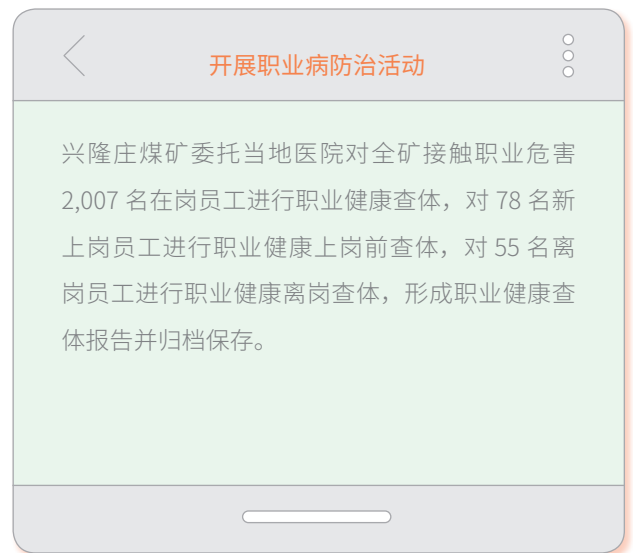 开展职业病防治活动
兴隆庄煤矿委托当地医院对全矿接触职业危害
2,007 名在岗员工进行职业健康查体，对 78 名新
上岗员工进行职业健康上岗前查体，对 55 名离
岗员工进行职业健康离岗查体，形成职业健康查
体报告并归档保存。